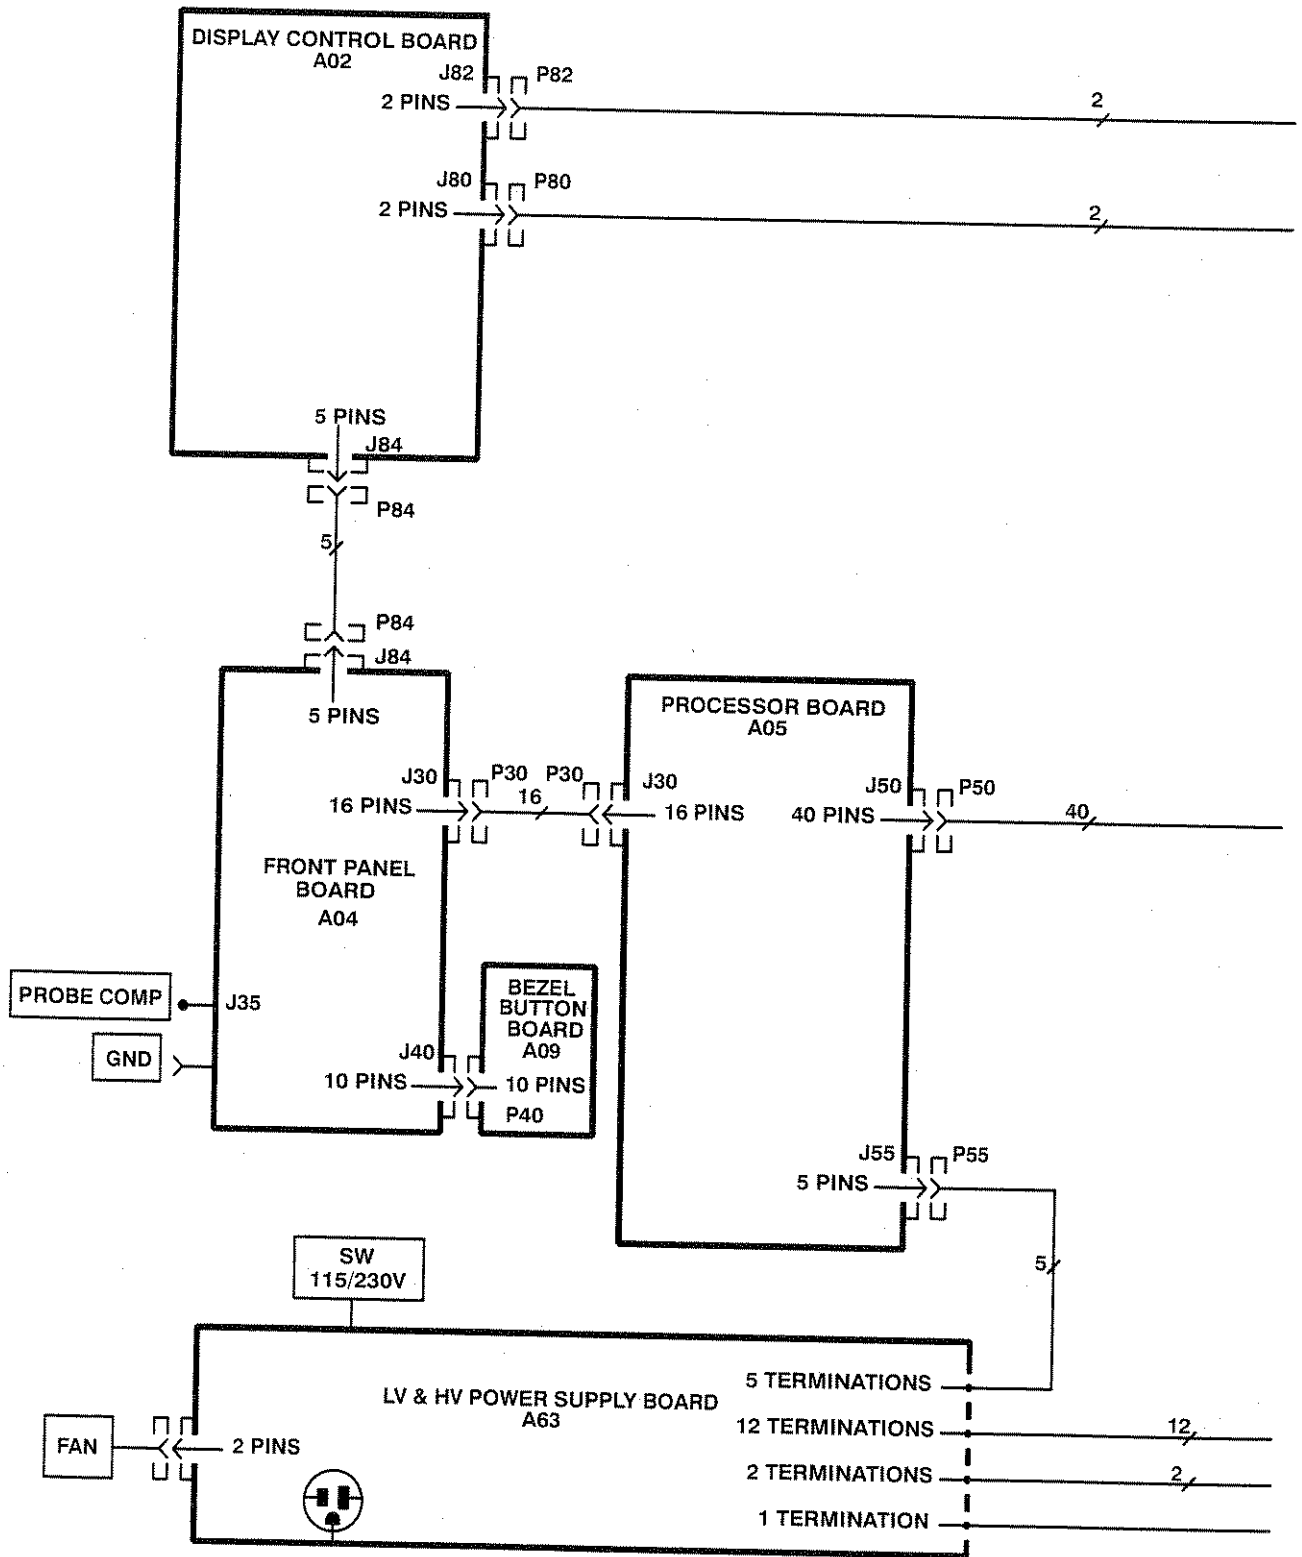 DISPLAY CONTROL BOARD
A02
J82 P82
2 PINS
2
J80 P80
2 PINS
2
5 PINS
J84
P84
5
P84
J84
5 PINS
PROCESSOR BOARD
A05
J30 P30 P30 J30
16 PINS 16 16 PINS
J50 P50
40 PINS 40
FRONT PANEL
BOARD
A04
PROBE COMP
J35
GND
BEZEL
BUTTON
BOARD
A09
J40
10 PINS 10 PINS
P40
J55 P55
5 PINS
5
SW
115/230V
LV & HV POWER SUPPLY BOARD
A63
5 TERMINATIONS
12 TERMINATIONS 12
2 TERMINATIONS 2
1 TERMINATION
FAN
2 PINS